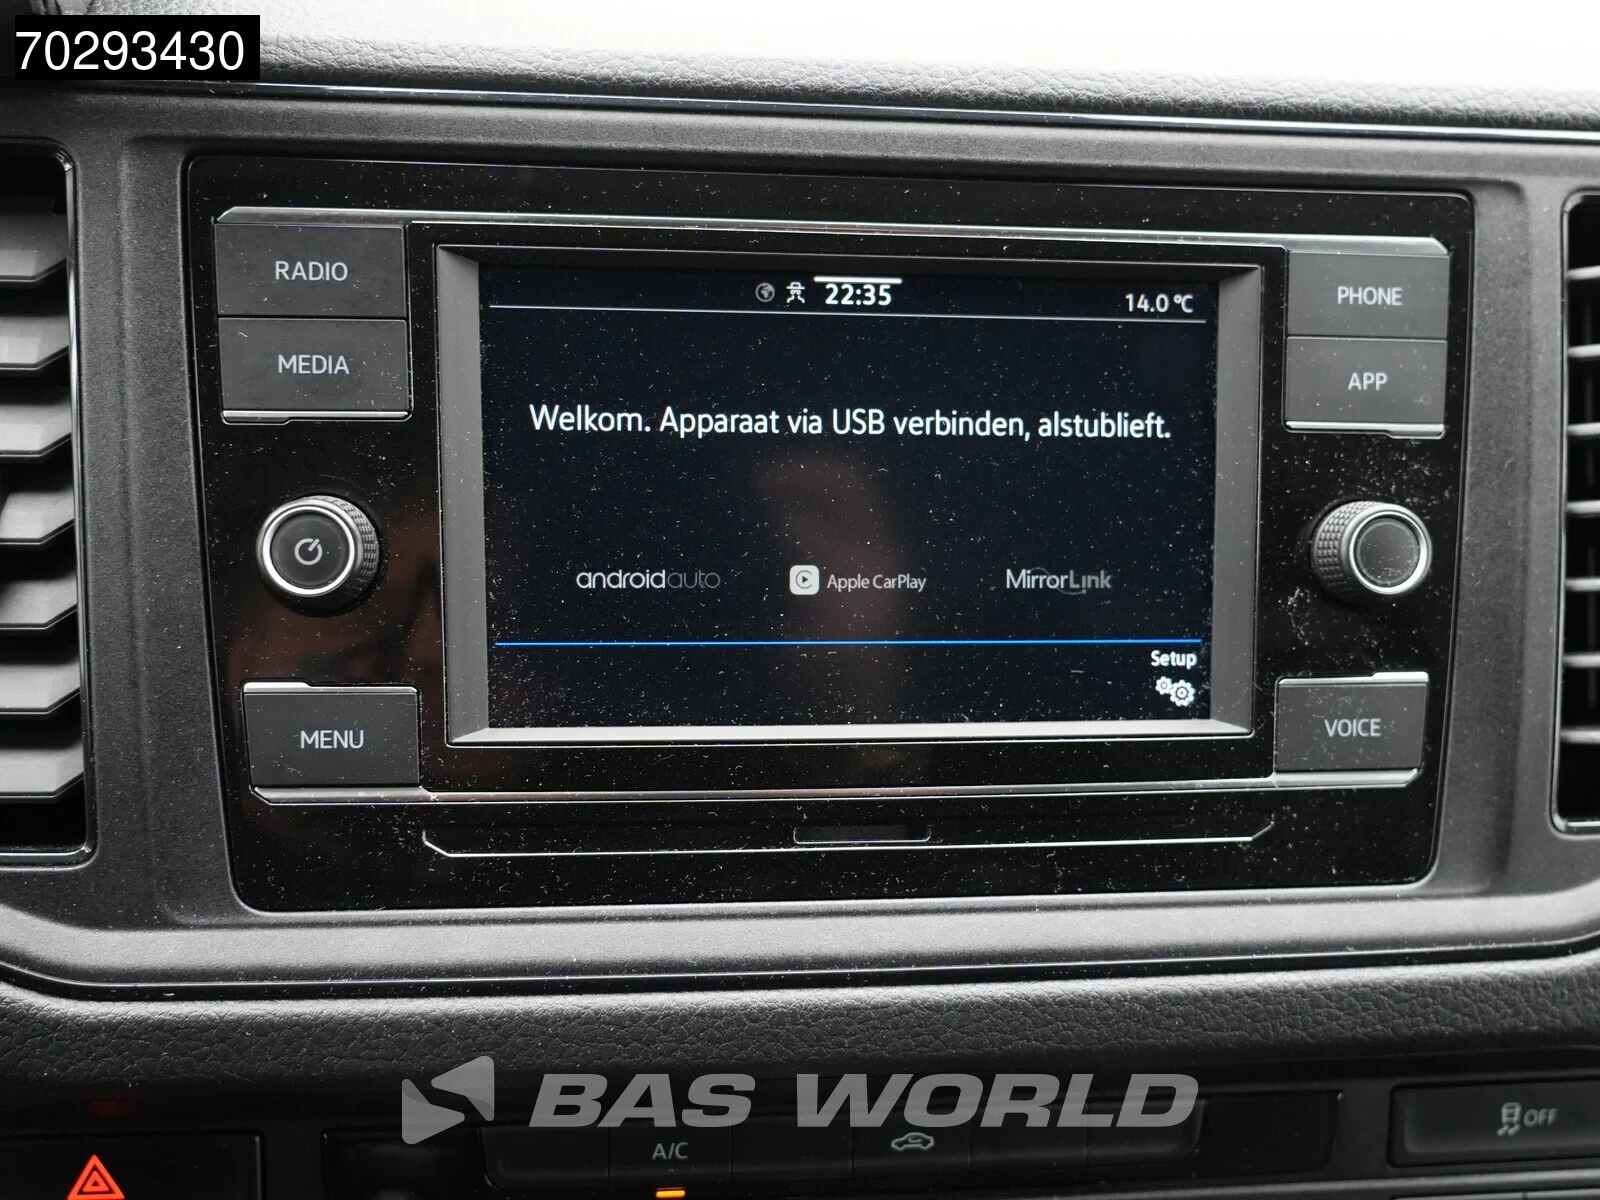 70293430
RADIO
MEDIA
MENU
PHONE
APP
VOICE
22:35
14.0 °C
Welkom. Apparaat via USB verbinden, alstublieft.
androidauto
Apple CarPlay
MirrorLink
Setup
BAS WORLD
A/C
OFF